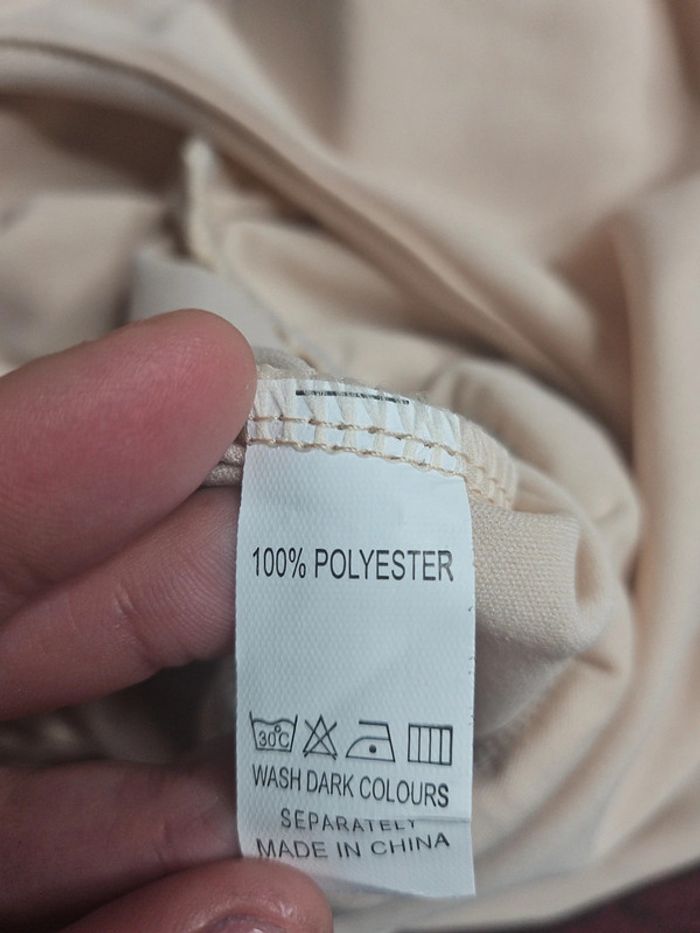 100% POLYESTER
30°C
WASH DARK COLOURS
SEPARATELY
MADE IN CHINA